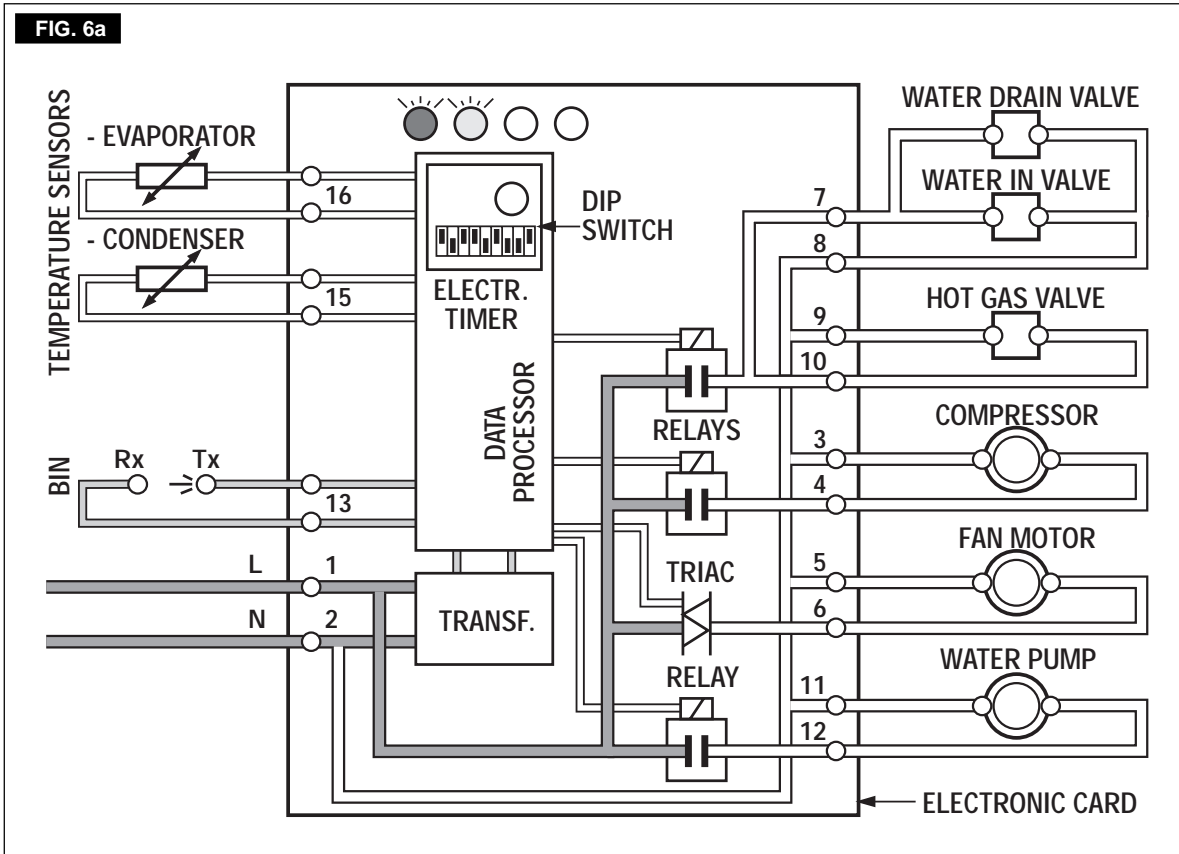 FIG. 6a
TEMPERATURE SENSORS
- EVAPORATOR
16
- CONDENSER
15
BIN
Rx
Tx
13
L
1
N
2
DIP
SWITCH
ELECTR.
TIMER
DATA
PROCESSOR
TRANSF.
RELAYS
TRIAC
RELAY
7
8
9
10
3
4
5
6
11
12
WATER DRAIN VALVE
WATER IN VALVE
HOT GAS VALVE
COMPRESSOR
FAN MOTOR
WATER PUMP
ELECTRONIC CARD